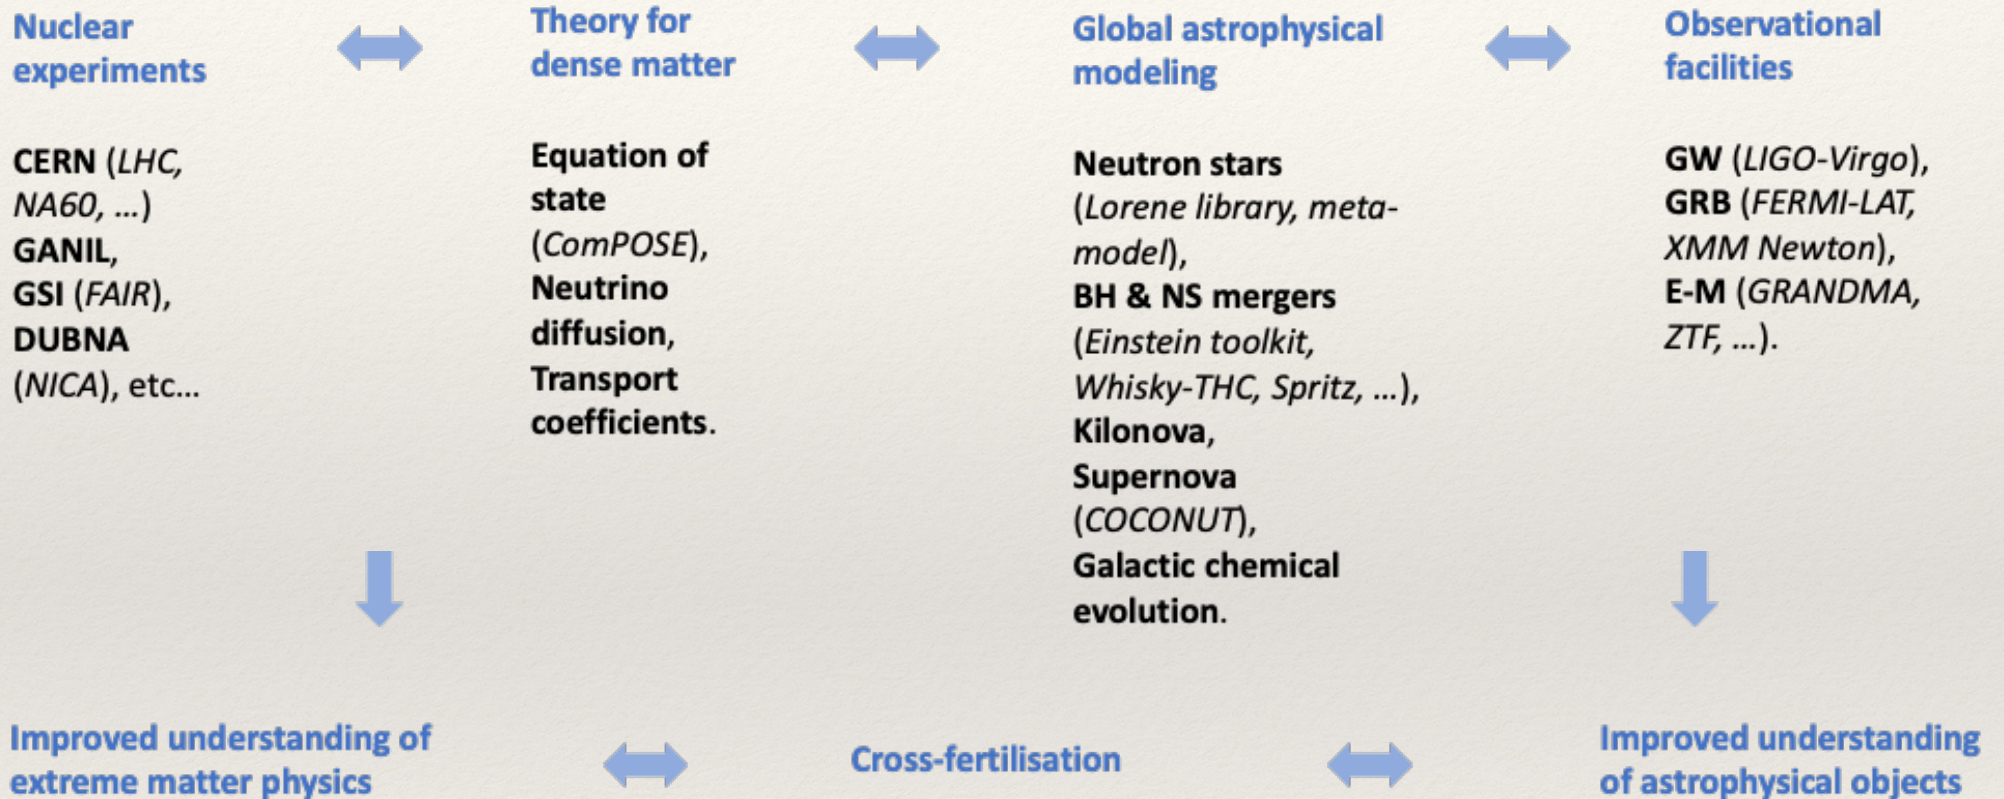 Nuclear
experiments
Theory for
dense matter
Global astrophysical
modeling
Observational
facilities
CERN (LHC,
NA60, ...)
GANIL,
GSI (FAIR),
DUBNA
(NICA), etc...
Equation of
state
(ComPOSE),
Neutrino
diffusion,
Transport
coefficients.
Neutron stars
(Lorene library, meta-
model),
BH & NS mergers
(Einstein toolkit,
Whisky-THC, Spritz, ...),
Kilonova,
Supernova
(COCONUT),
Galactic chemical
evolution.
GW (LIGO-Virgo),
GRB (FERMI-LAT,
XMM Newton),
E-M (GRANDMA,
ZTF, ...).
Improved understanding of
extreme matter physics
Cross-fertilisation
Improved understanding
of astrophysical objects